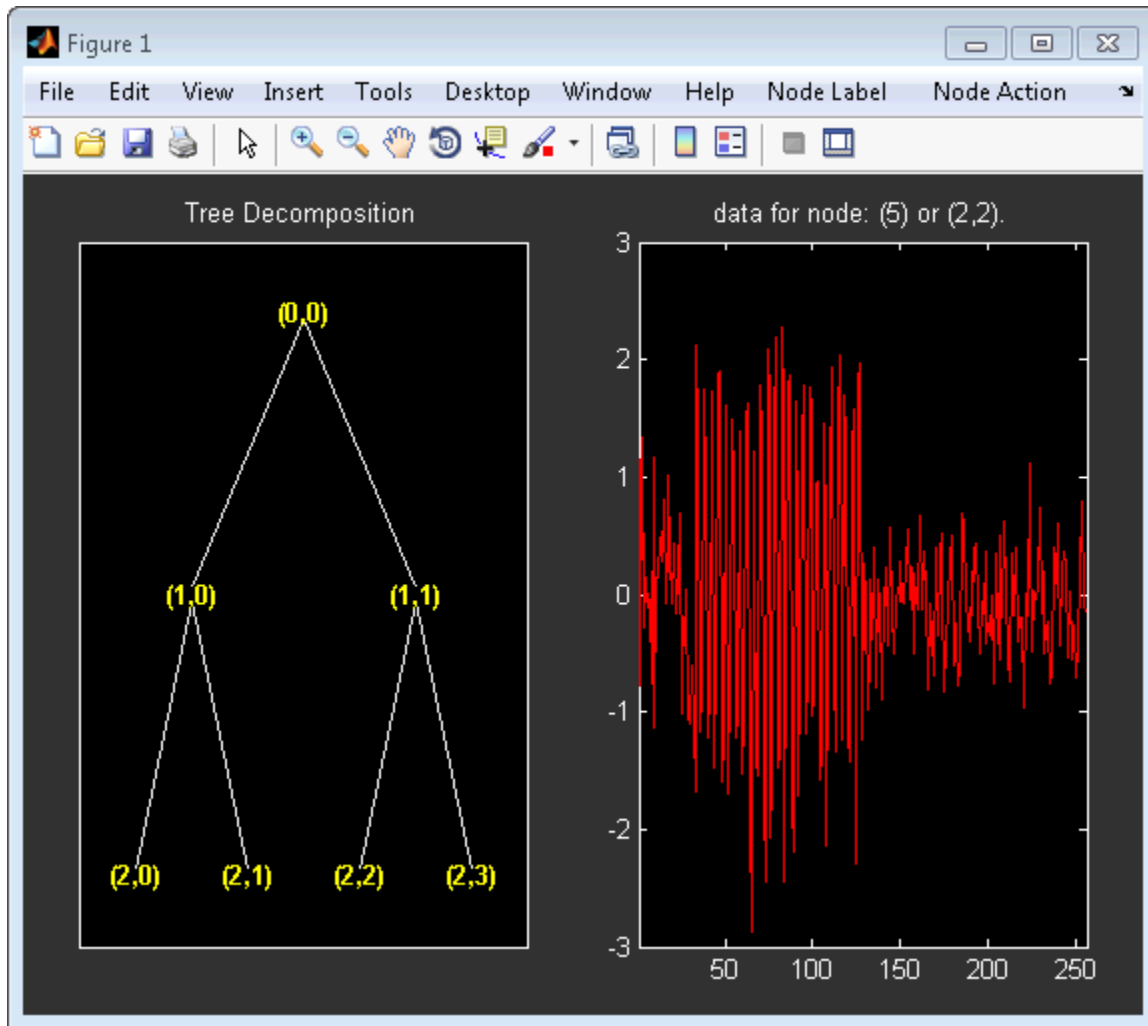 Figure 1
File Edit View Insert Tools Desktop Window Help Node Label Node Action
Tree Decomposition
(0,0)
(1,0) (1,1)
(2,0) (2,1) (2,2) (2,3)
data for node: (5) or (2,2).
3
2
1
0
-1
-2
-3
50 100 150 200 250